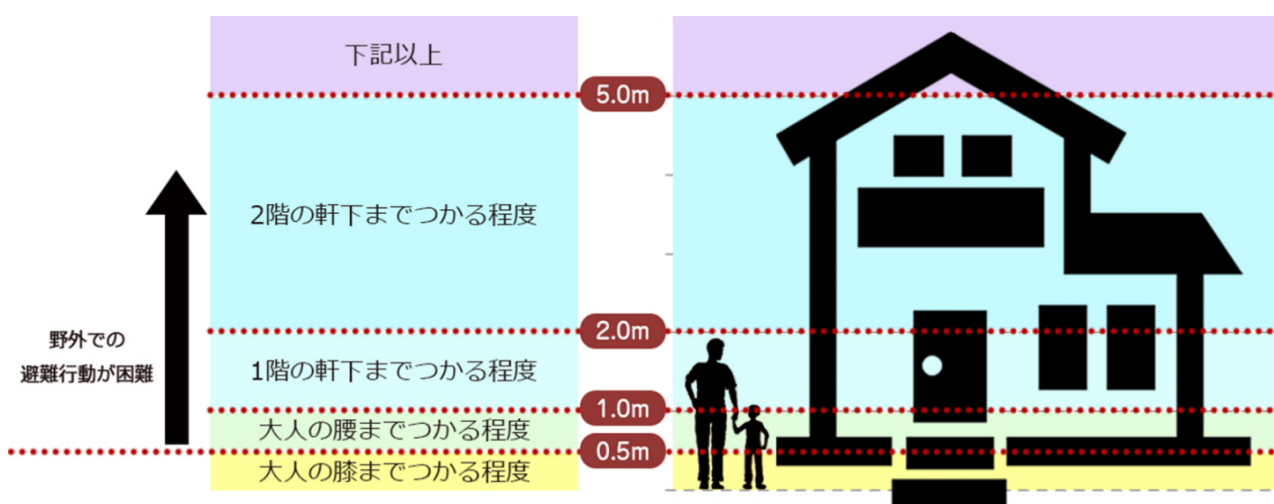 下記以上
5.0m
2階の軒下までつかる程度
2.0m
野外での
避難行動が困難
1階の軒下までつかる程度
1.0m
大人の腰までつかる程度
0.5m
大人の膝までつかる程度